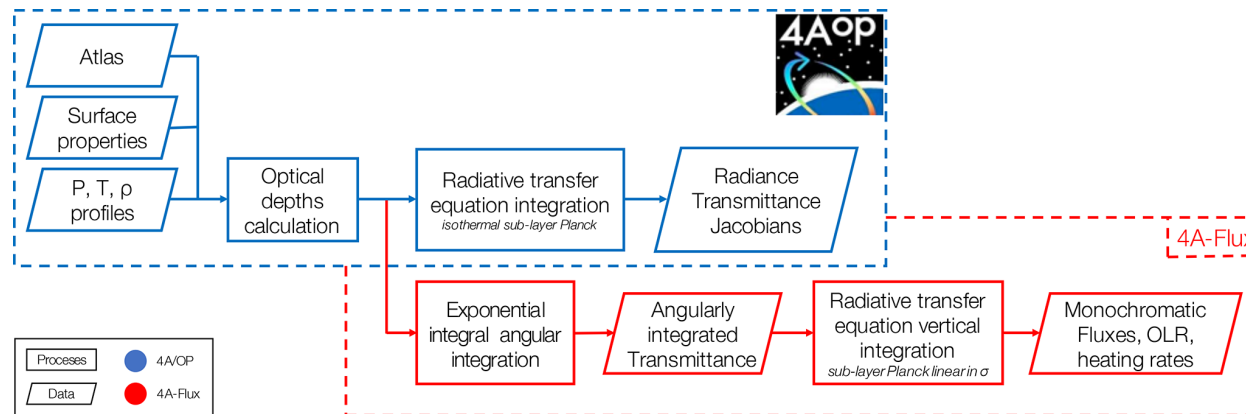 4AOP
Atlas
Surface
properties
P, T, ρ
profiles
Optical
depths
calculation
Radiative transfer
equation integration
isothermal sub-layer Planck
Radiance
Transmittance
Jacobians
4A-Flux
Exponential
integral angular
integration
Angularly
integrated
Transmittance
Radiative transfer
equation vertical
integration
sub-layer Planck linear in σ
Monochromatic
Fluxes, OLR,
heating rates
Proceses
4A/OP
Data
4A-Flux